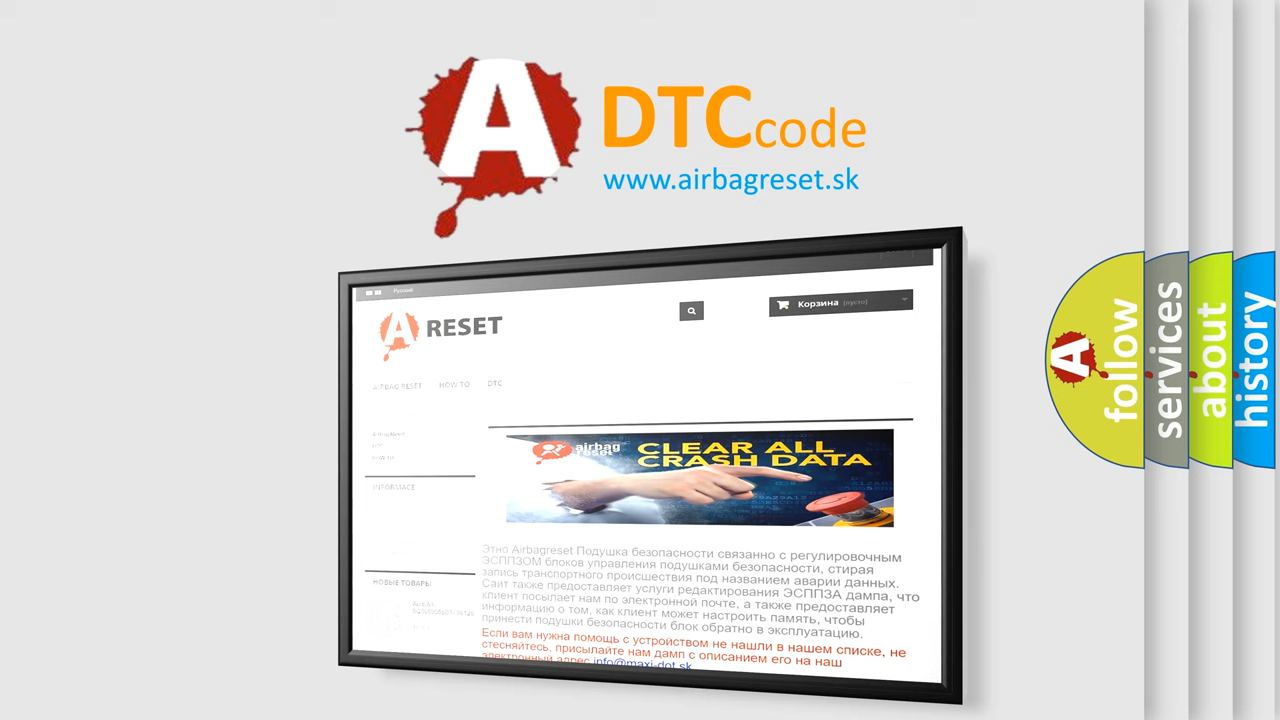 A
DTC code
www.airbagreset.sk
Русский
Корзина (пусто)
A RESET
AIRBAG RESET HOW TO DTC
INFORMACE
НОВЫЕ ТОВАРЫ
airbag
reset
CLEAR ALL
CRASH DATA
Этно Airbagreset Подушка безопасности связанно с регулировочным
ЭСППЗОМ блоков управления подушками безопасности, стирая
запись транспортного происшествия под названием аварии данных.
Сайт также предоставляет услуги редактирования ЭСППЗА дампа, что
клиент посылает нам по электронной почте, а также предоставляет
информацию о том, как клиент может настроить память, чтобы
принести подушки безопасности блок обратно в эксплуатацию.
Если вам нужна помощь с устройством не нашли в нашем списке, не
стесняйтесь, присылайте нам дамп с описанием его на наш
электронный адрес info@maxi-dot.sk
A
follow
services
about
history